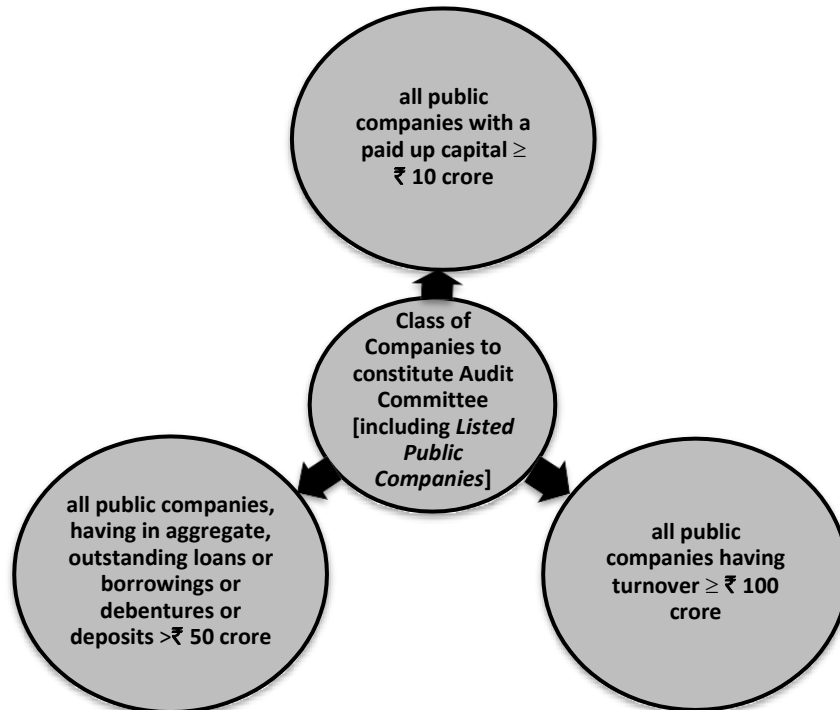 all public
companies with a
paid up capital ≥
₹ 10 crore
Class of
Companies to
constitute Audit
Committee
[including Listed
Public
Companies]
all public companies,
having in aggregate,
outstanding loans or
borrowings or
debentures or
deposits >₹ 50 crore
all public
companies having
turnover ≥ ₹ 100
crore